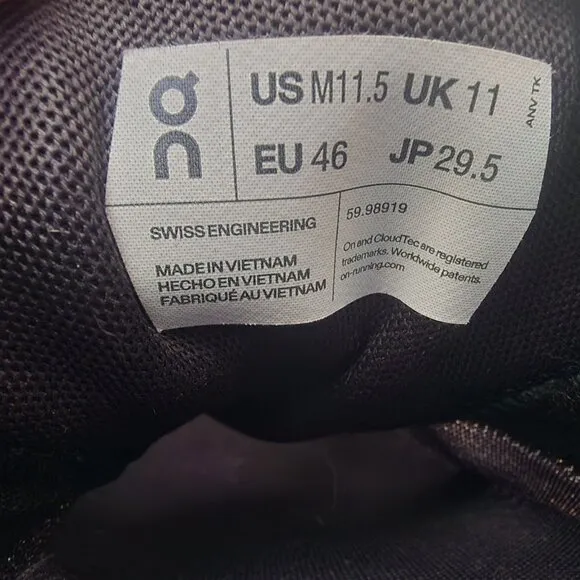 On
US M11.5 UK 11
EU 46 JP 29.5
ANV TX
SWISS ENGINEERING
MADE IN VIETNAM
HECHO EN VIETNAM
FABRIQUÉ AU VIETNAM
59.98919
On and CloudTec are registered
trademarks. Worldwide patents.
on-running.com